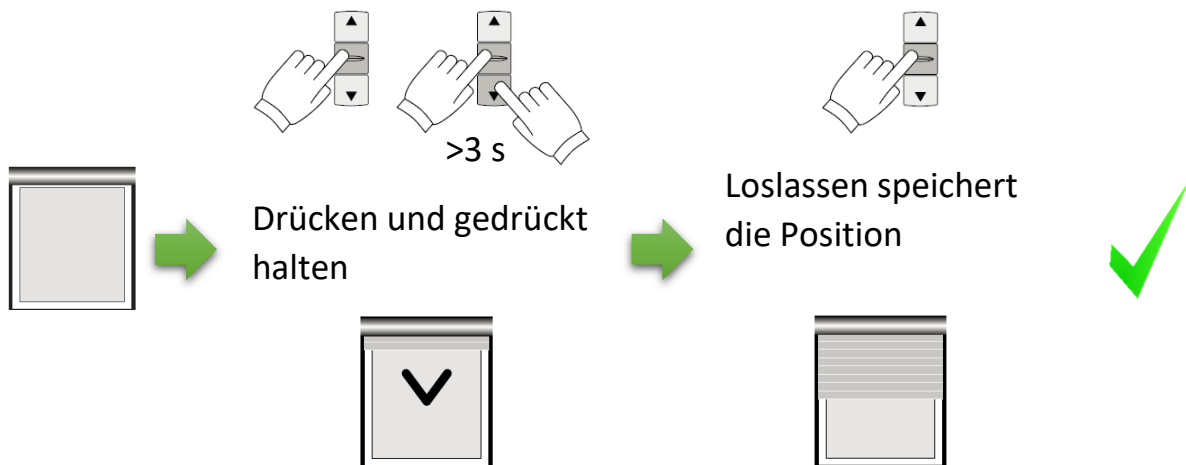 >3 s
Drücken und gedrückt
halten
Loslassen speichert
die Position